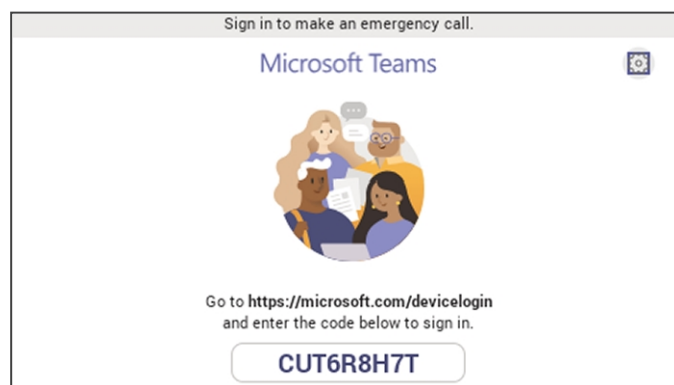 Sign in to make an emergency call.
Microsoft Teams
Go to https://microsoft.com/devicelogin
and enter the code below to sign in.
CUT6R8H7T